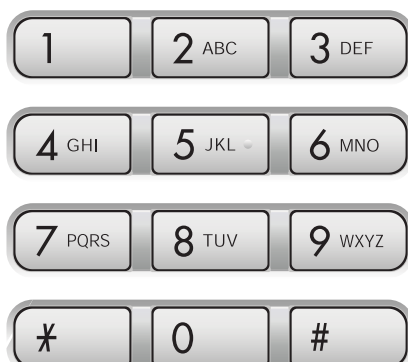 1 2 ABC 3 DEF
4 GHI 5 JKL 6 MNO
7 PQRS 8 TUV 9 WXYZ
* 0 #